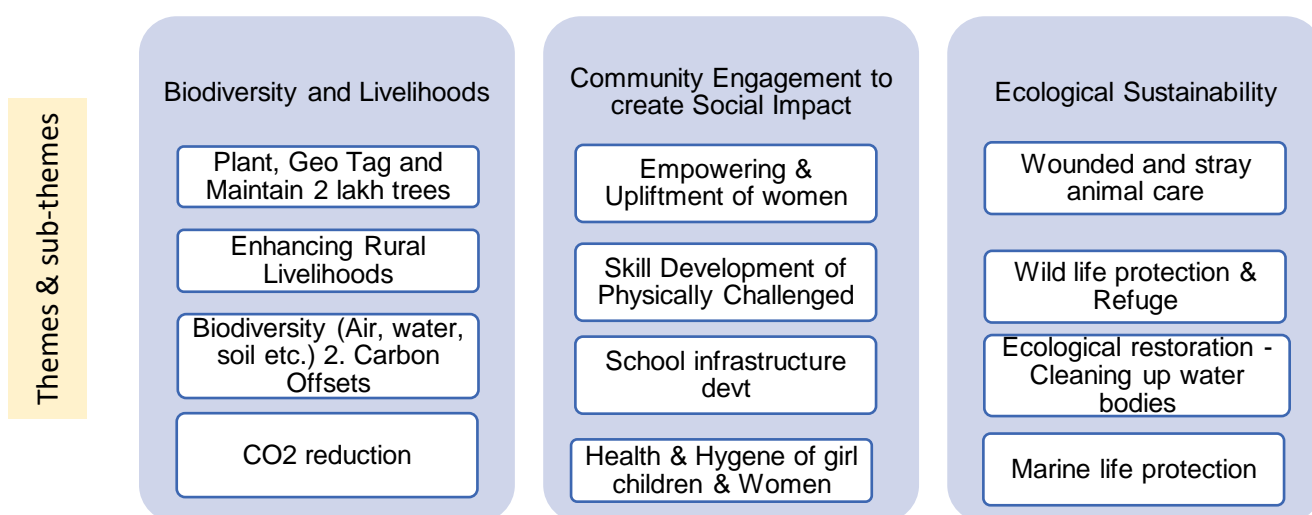 Themes & sub-themes
Biodiversity and Livelihoods
Plant, Geo Tag and
Maintain 2 lakh trees
Enhancing Rural
Livelihoods
Biodiversity (Air, water,
soil etc.) 2. Carbon
Offsets
CO2 reduction
Community Engagement to
create Social Impact
Empowering &
Upliftment of women
Skill Development of
Physically Challenged
School infrastructure
devt
Health & Hygene of girl
children & Women
Ecological Sustainability
Wounded and stray
animal care
Wild life protection &
Refuge
Ecological restoration -
Cleaning up water
bodies
Marine life protection